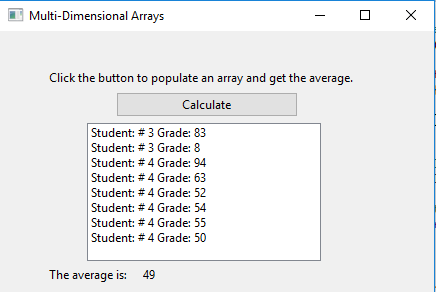 Multi-Dimensional Arrays
Click the button to populate an array and get the average.
Calculate
Student: # 3 Grade: 83
Student: # 3 Grade: 8
Student: # 4 Grade: 94
Student: # 4 Grade: 63
Student: # 4 Grade: 52
Student: # 4 Grade: 54
Student: # 4 Grade: 55
Student: # 4 Grade: 50
The average is: 49